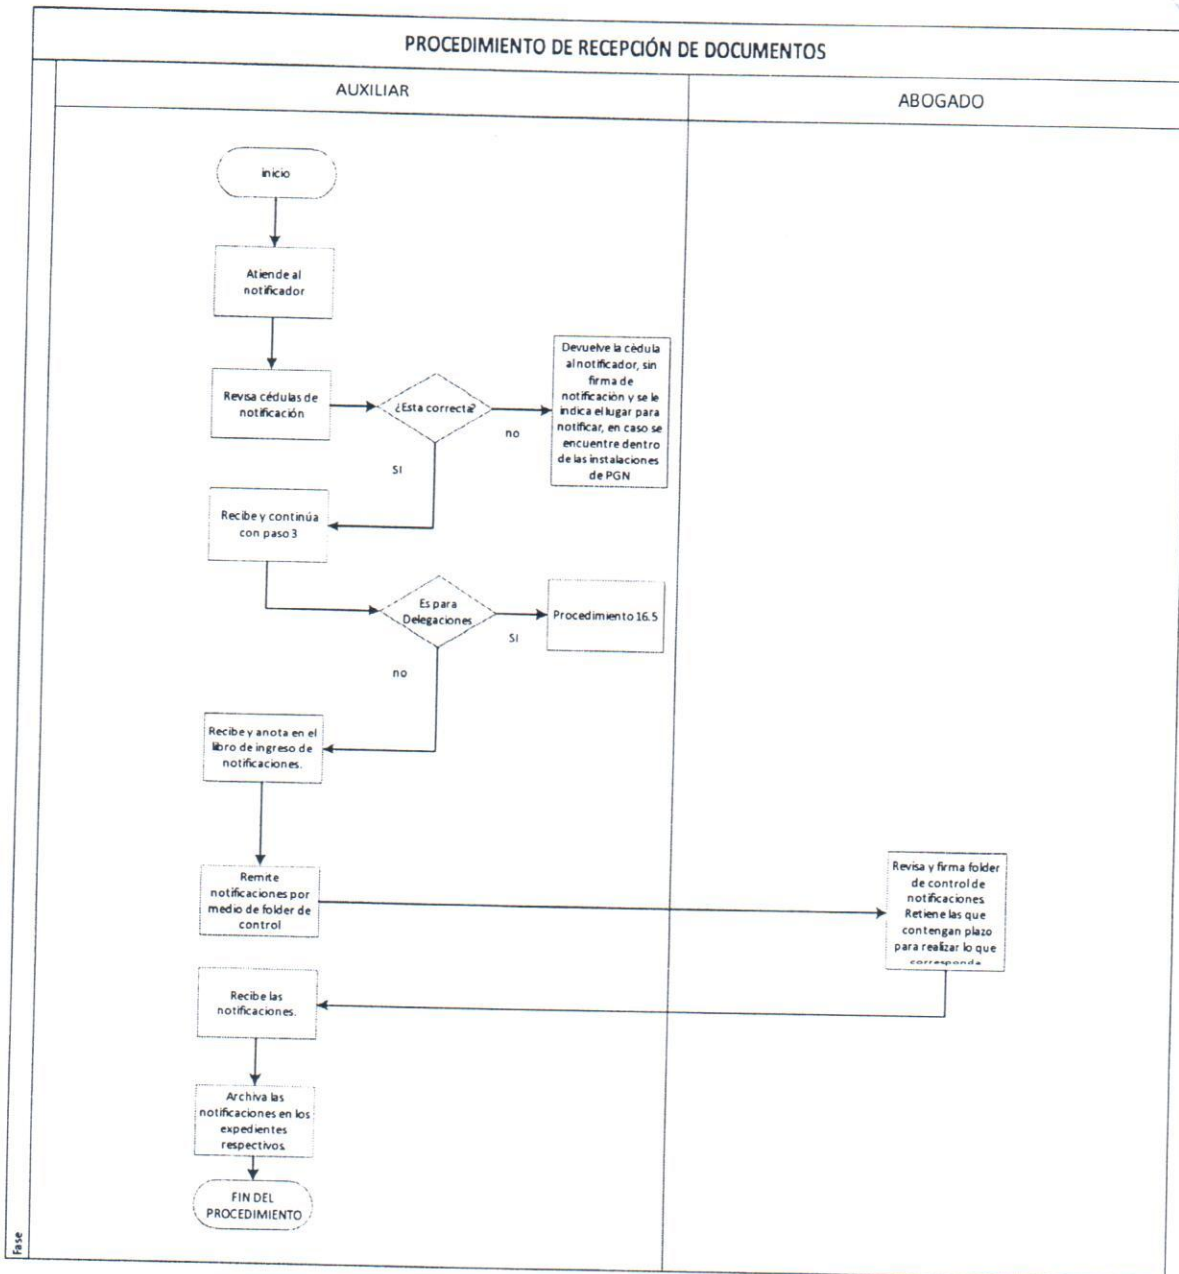 PROCEDIMIENTO DE RECEPCIÓN DE DOCUMENTOS
AUXILIAR
ABOGADO
inicio
Atiende al
notificador
Revisa cédulas de
notificación
¿Esta correcta?
no
Devuelve la cédula
al notificador, sin
firma de
notificación y se le
indica el lugar para
notificar, en caso se
encuentre dentro
de las instalaciones
de PGN
SI
Recibe y continúa
con paso 3
Es para
Delegaciones
SI
Procedimiento 16.5
no
Recibe y anota en el
libro de ingreso de
notificaciones.
Remite
notificaciones por
medio de folder de
control
Revisa y firma folder
de control de
notificaciones
Retiene las que
contengan plazo
para realizar lo que
corresponda
Recibe las
notificaciones.
Archiva las
notificaciones en los
expedientes
respectivos.
FIN DEL
PROCEDIMIENTO
Fase